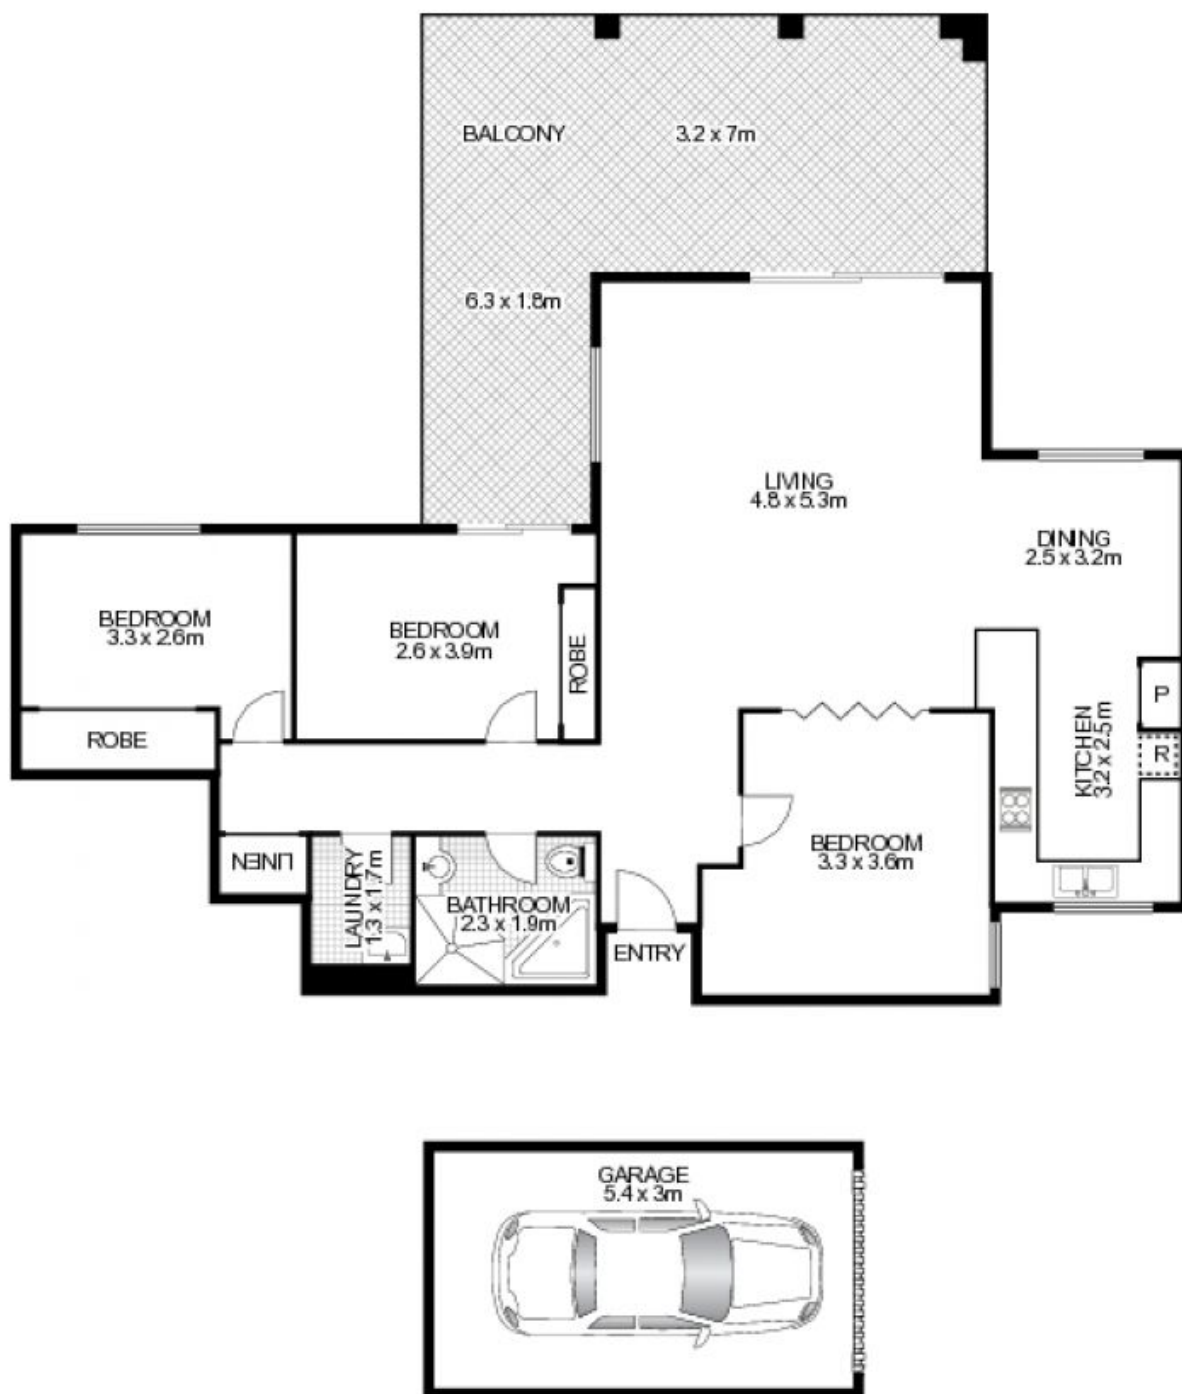 BALCONY
3.2 x 7m
6.3 x 1.8m
LIVING
4.8 x 5.3m
DINING
2.5 x 3.2m
BEDROOM
3.3 x 2.6m
BEDROOM
2.6 x 3.9m
ROBE
ROBE
P
R
KITCHEN
3.2 x 2.5m
BEDROOM
3.3 x 3.6m
LINEN
LAUNDRY
1.3 x 1.7m
BATHROOM
2.3 x 1.9m
ENTRY
GARAGE
5.4 x 3m